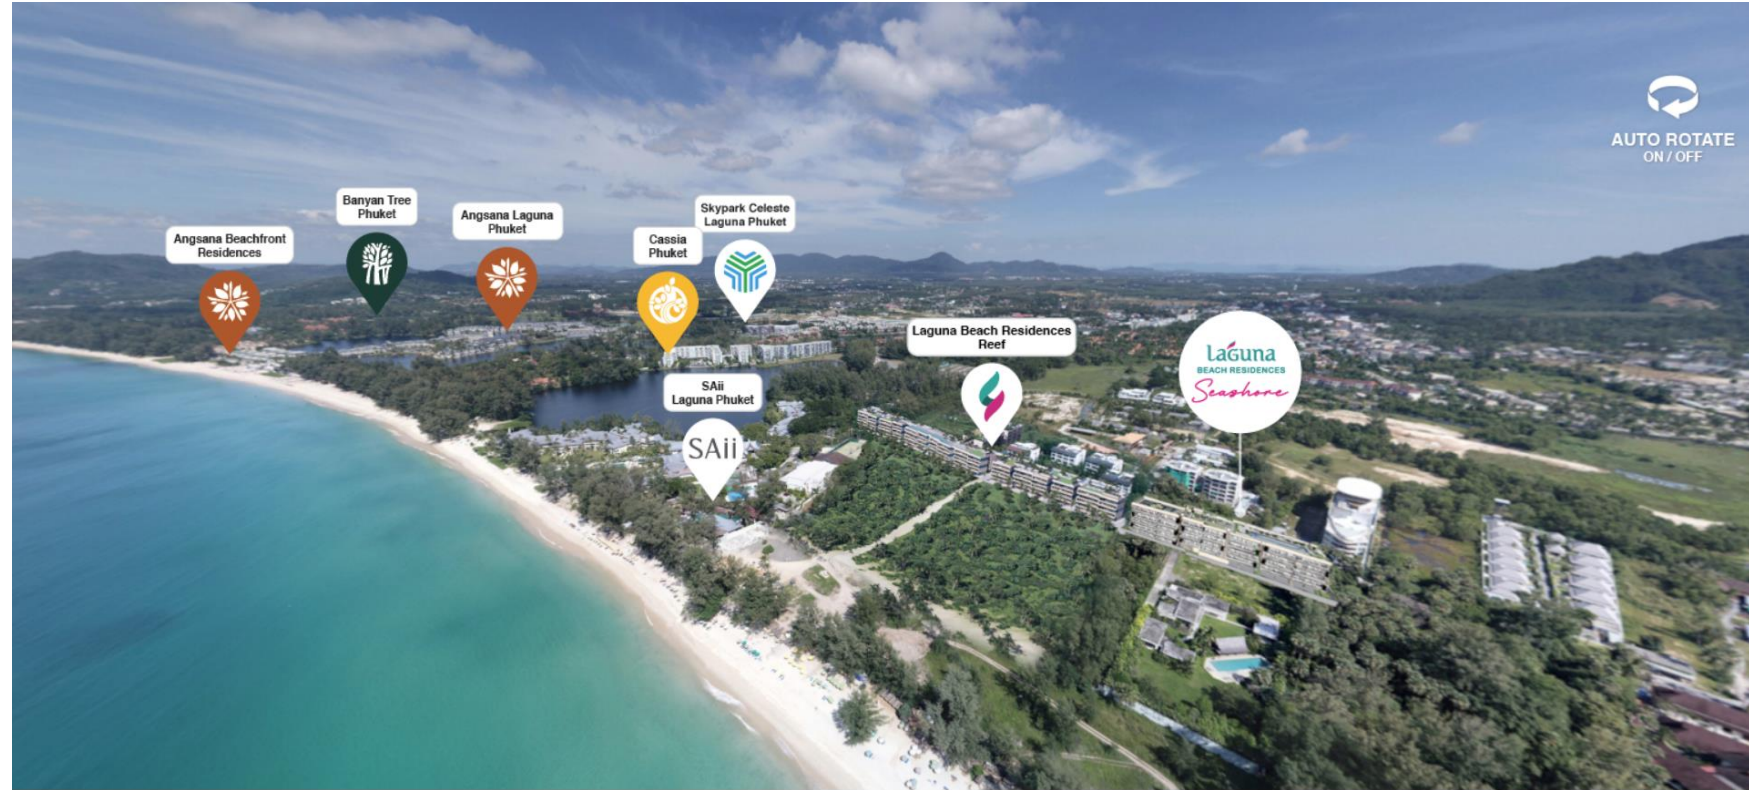 AUTO ROTATE
ON / OFF
Banyan Tree
Phuket
Angsana Laguna
Phuket
Skypark Celeste
Laguna Phuket
Angsana Beachfront
Residences
Cassia
Phuket
Laguna Beach Residences
Reef
Laguna
BEACH RESIDENCES
Seashore
SAii
Laguna Phuket
SAii